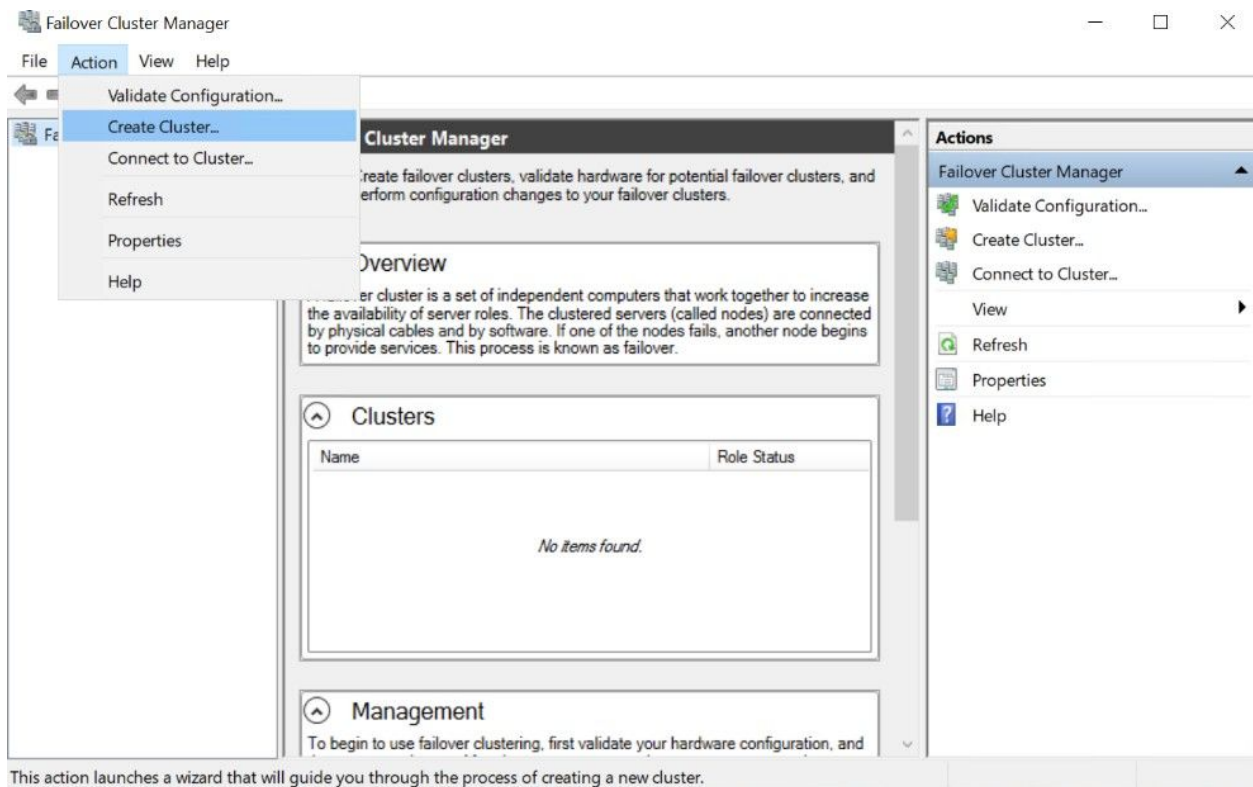 Failover Cluster Manager
File Action View Help
Validate Configuration...
Create Cluster...
Connect to Cluster...
Refresh
Properties
Help
Fa
Cluster Manager
reate failover clusters, validate hardware for potential failover clusters, and
erform configuration changes to your failover clusters.
Overview
er cluster is a set of independent computers that work together to increase
the availability of server roles. The clustered servers (called nodes) are connected
by physical cables and by software. If one of the nodes fails, another node begins
to provide services. This process is known as failover.
Clusters
Name Role Status
No items found.
Management
To begin to use failover clustering, first validate your hardware configuration, and
Actions
Failover Cluster Manager
Validate Configuration...
Create Cluster...
Connect to Cluster...
View
Refresh
Properties
Help
This action launches a wizard that will guide you through the process of creating a new cluster.